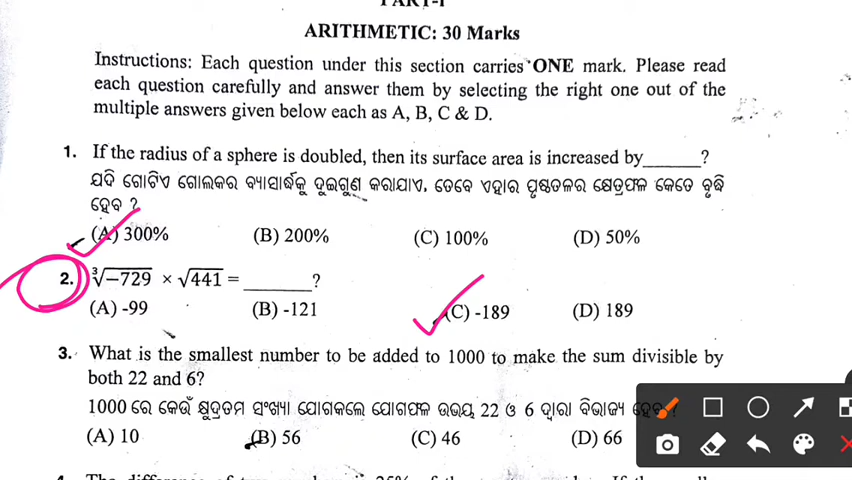 PART-I
ARITHMETIC: 30 Marks
Instructions: Each question under this section carries ONE mark. Please read
each question carefully and answer them by selecting the right one out of the
multiple answers given below each as A, B, C & D.
1. If the radius of a sphere is doubled, then its surface area is increased by______?
ଯଦି ଗୋଟିଏ ଗୋଲକର ବ୍ୟାସାର୍ଦ୍ଧକୁ ଦୁଇଗୁଣ କରାଯାଏ, ତେବେ ଏହାର ପୃଷ୍ଠତଳର କ୍ଷେତ୍ରଫଳ କେତେ ବୃଦ୍ଧି
ହେବ ?
(A) 300% (B) 200% (C) 100% (D) 50%
2. ∛-729 × √441 = ______?
(A) -99 (B) -121 (C) -189 (D) 189
3. What is the smallest number to be added to 1000 to make the sum divisible by
both 22 and 6?
1000 ରେ କେଉଁ କ୍ଷୁଦ୍ରତମ ସଂଖ୍ୟା ଯୋଗକଲେ ଯୋଗଫଳ ଉଭୟ 22 ଓ 6 ଦ୍ୱାରା ବିଭାଜ୍ୟ ହେବ ?
(A) 10 (B) 56 (C) 46 (D) 66